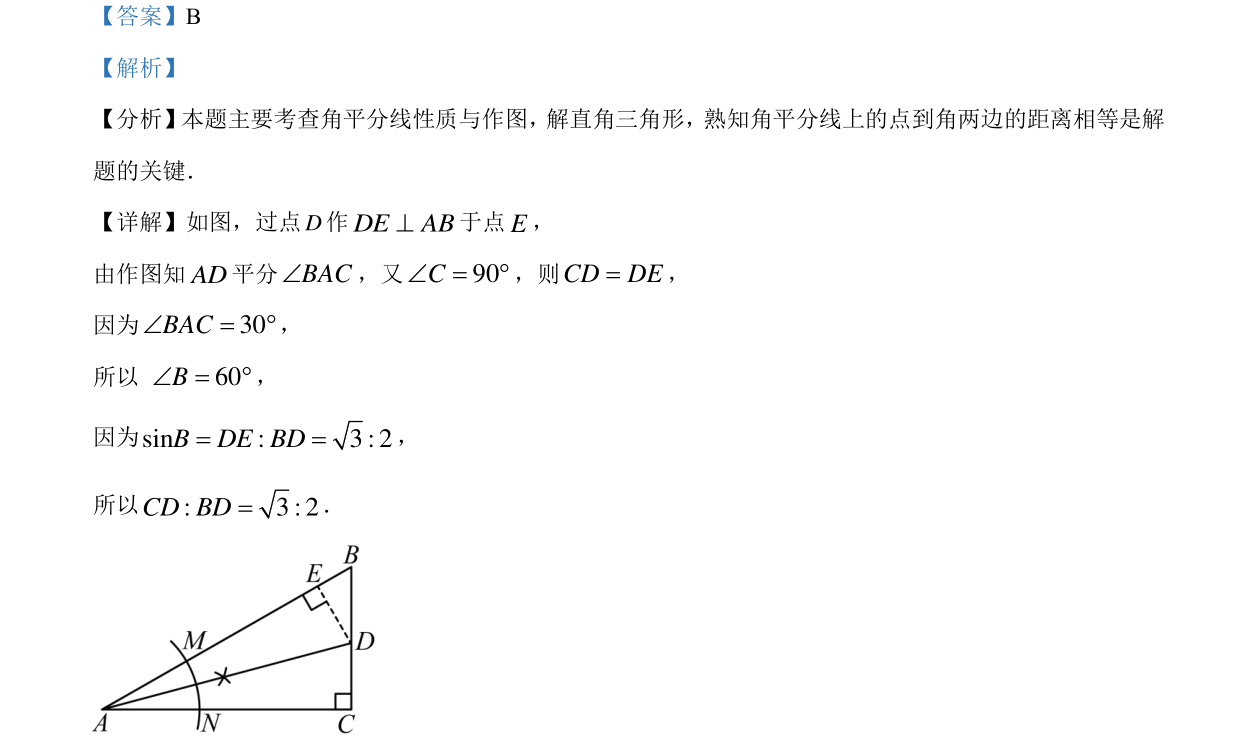 【答案】B
【解析】
【分析】本题主要考查角平分线性质与作图，解直角三角形，熟知角平分线上的点到角两边的距离相等是解
题的关键．
【详解】如图，过点D作DE⊥AB于点E，
由作图知AD平分∠BAC，又∠C=90°，则CD=DE，
因为∠BAC=30°，
所以 ∠B=60°，
因为sinB=DE:BD=√3:2，
所以CD:BD=√3:2．
B
E
M
D
A
N
C